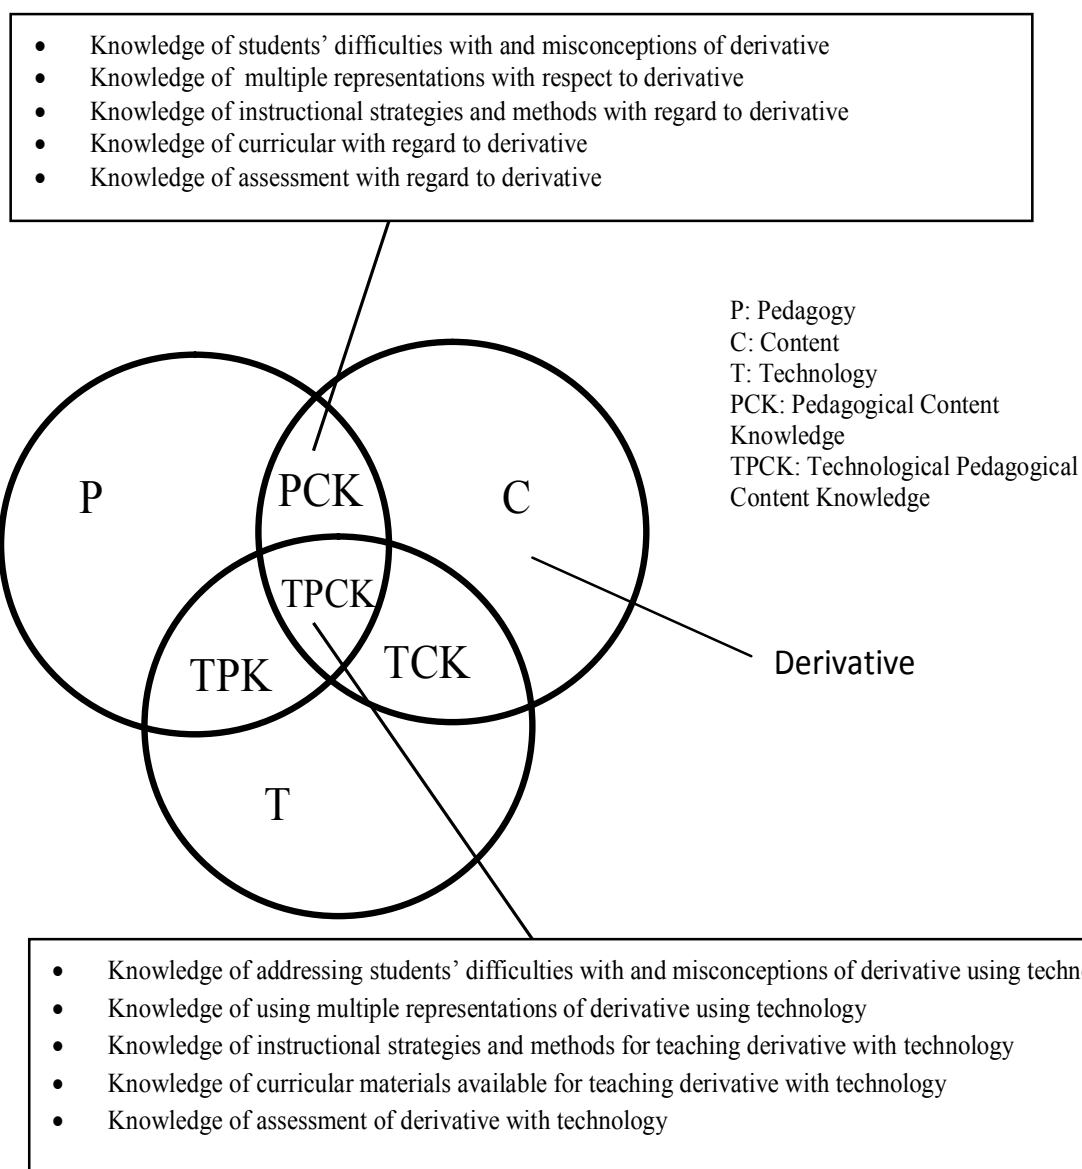 • Knowledge of students’ difficulties with and misconceptions of derivative
• Knowledge of multiple representations with respect to derivative
• Knowledge of instructional strategies and methods with regard to derivative
• Knowledge of curricular with regard to derivative
• Knowledge of assessment with regard to derivative
P: Pedagogy
C: Content
T: Technology
PCK: Pedagogical Content
Knowledge
TPCK: Technological Pedagogical
Content Knowledge
P
PCK
C
TPCK
TPK
TCK
Derivative
T
• Knowledge of addressing students’ difficulties with and misconceptions of derivative using techn
• Knowledge of using multiple representations of derivative using technology
• Knowledge of instructional strategies and methods for teaching derivative with technology
• Knowledge of curricular materials available for teaching derivative with technology
• Knowledge of assessment of derivative with technology